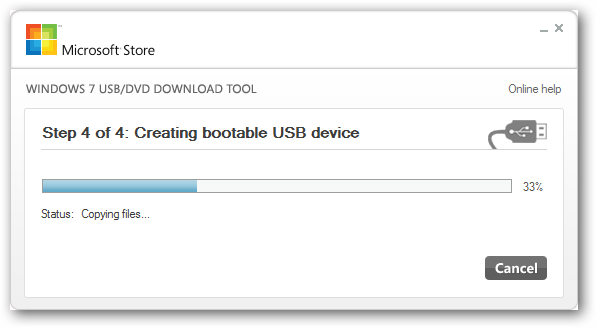 Microsoft Store
WINDOWS 7 USB/DVD DOWNLOAD TOOL
Online help
Step 4 of 4: Creating bootable USB device
33%
Status: Copying files...
Cancel